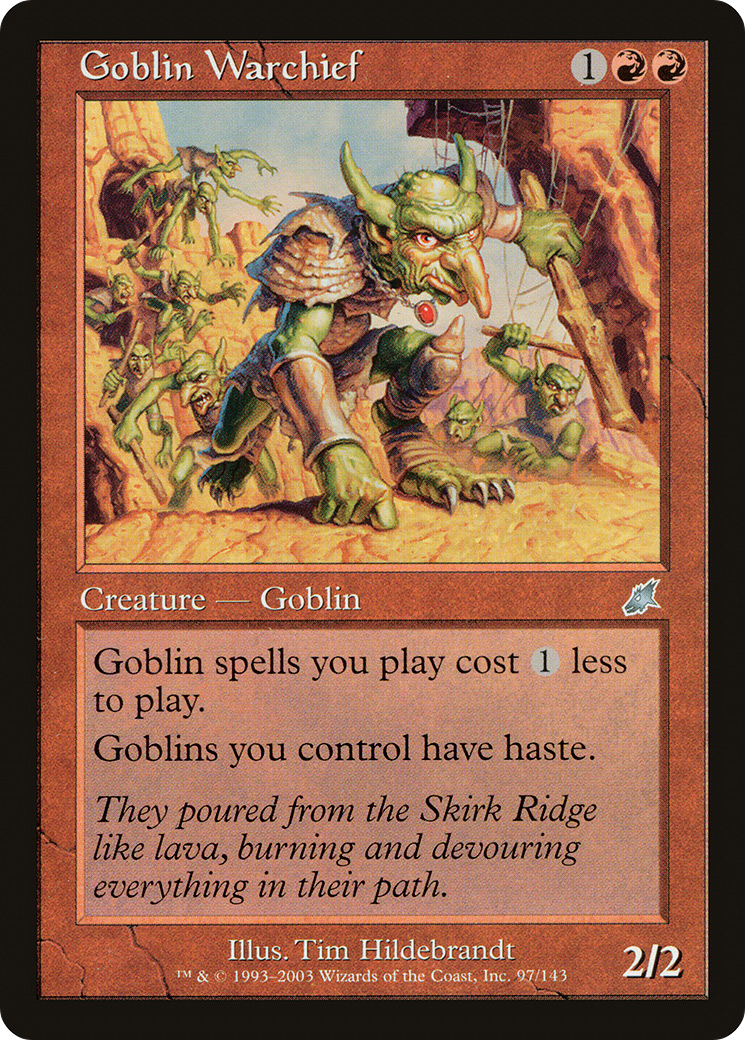 Goblin Warchief 1
Creature — Goblin
Goblin spells you play cost 1 less
to play.
Goblins you control have haste.
They poured from the Skirk Ridge
like lava, burning and devouring
everything in their path.
Illus. Tim Hildebrandt
™ & © 1993–2003 Wizards of the Coast, Inc. 97/143
2/2